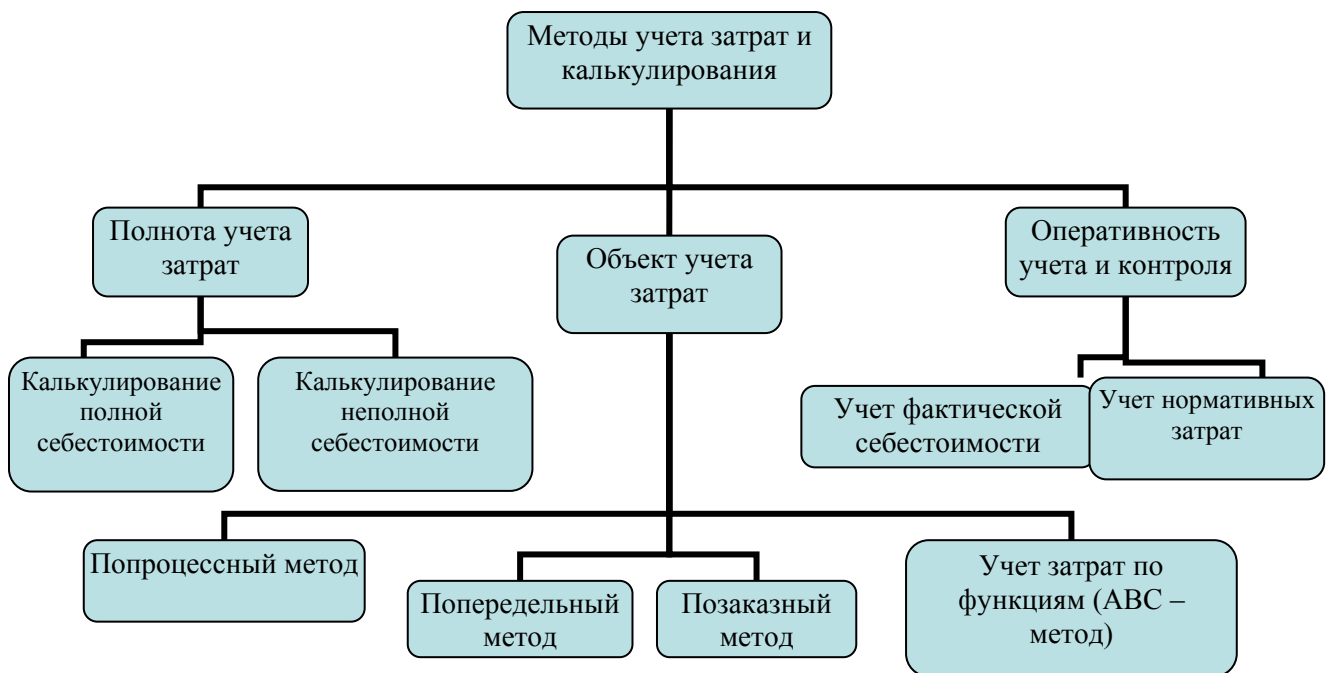 Методы учета затрат и
калькулирования
Полнота учета
затрат
Объект учета
затрат
Оперативность
учета и контроля
Калькулирование
полной
себестоимости
Калькулирование
неполной
себестоимости
Учет фактической
себестоимости
Учет нормативных
затрат
Попроцессный метод
Попередельный
метод
Позаказный
метод
Учет затрат по
функциям (АВС –
метод)